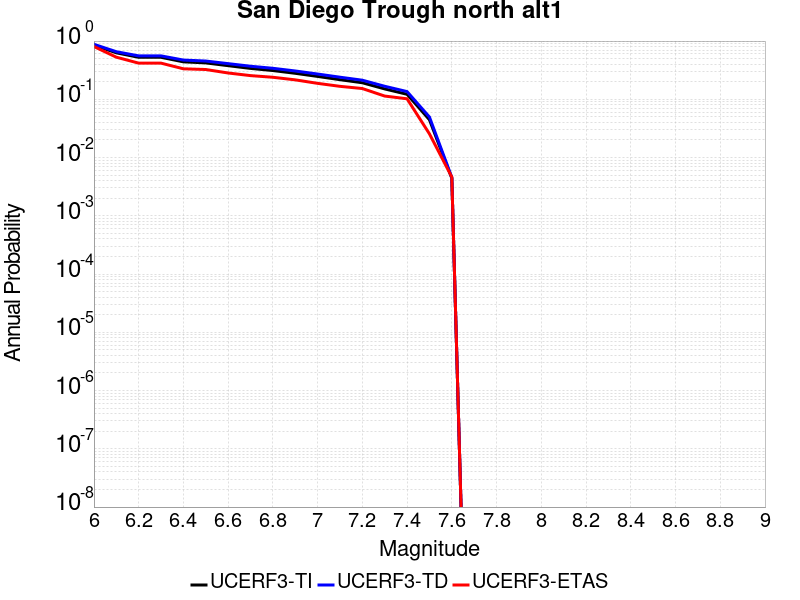 San Diego Trough north alt1
Annual Probability
10^0
10^-1
10^-2
10^-3
10^-4
10^-5
10^-6
10^-7
10^-8
6 6.2 6.4 6.6 6.8 7 7.2 7.4 7.6 7.8 8 8.2 8.4 8.6 8.8 9
Magnitude
UCERF3-TI UCERF3-TD UCERF3-ETAS